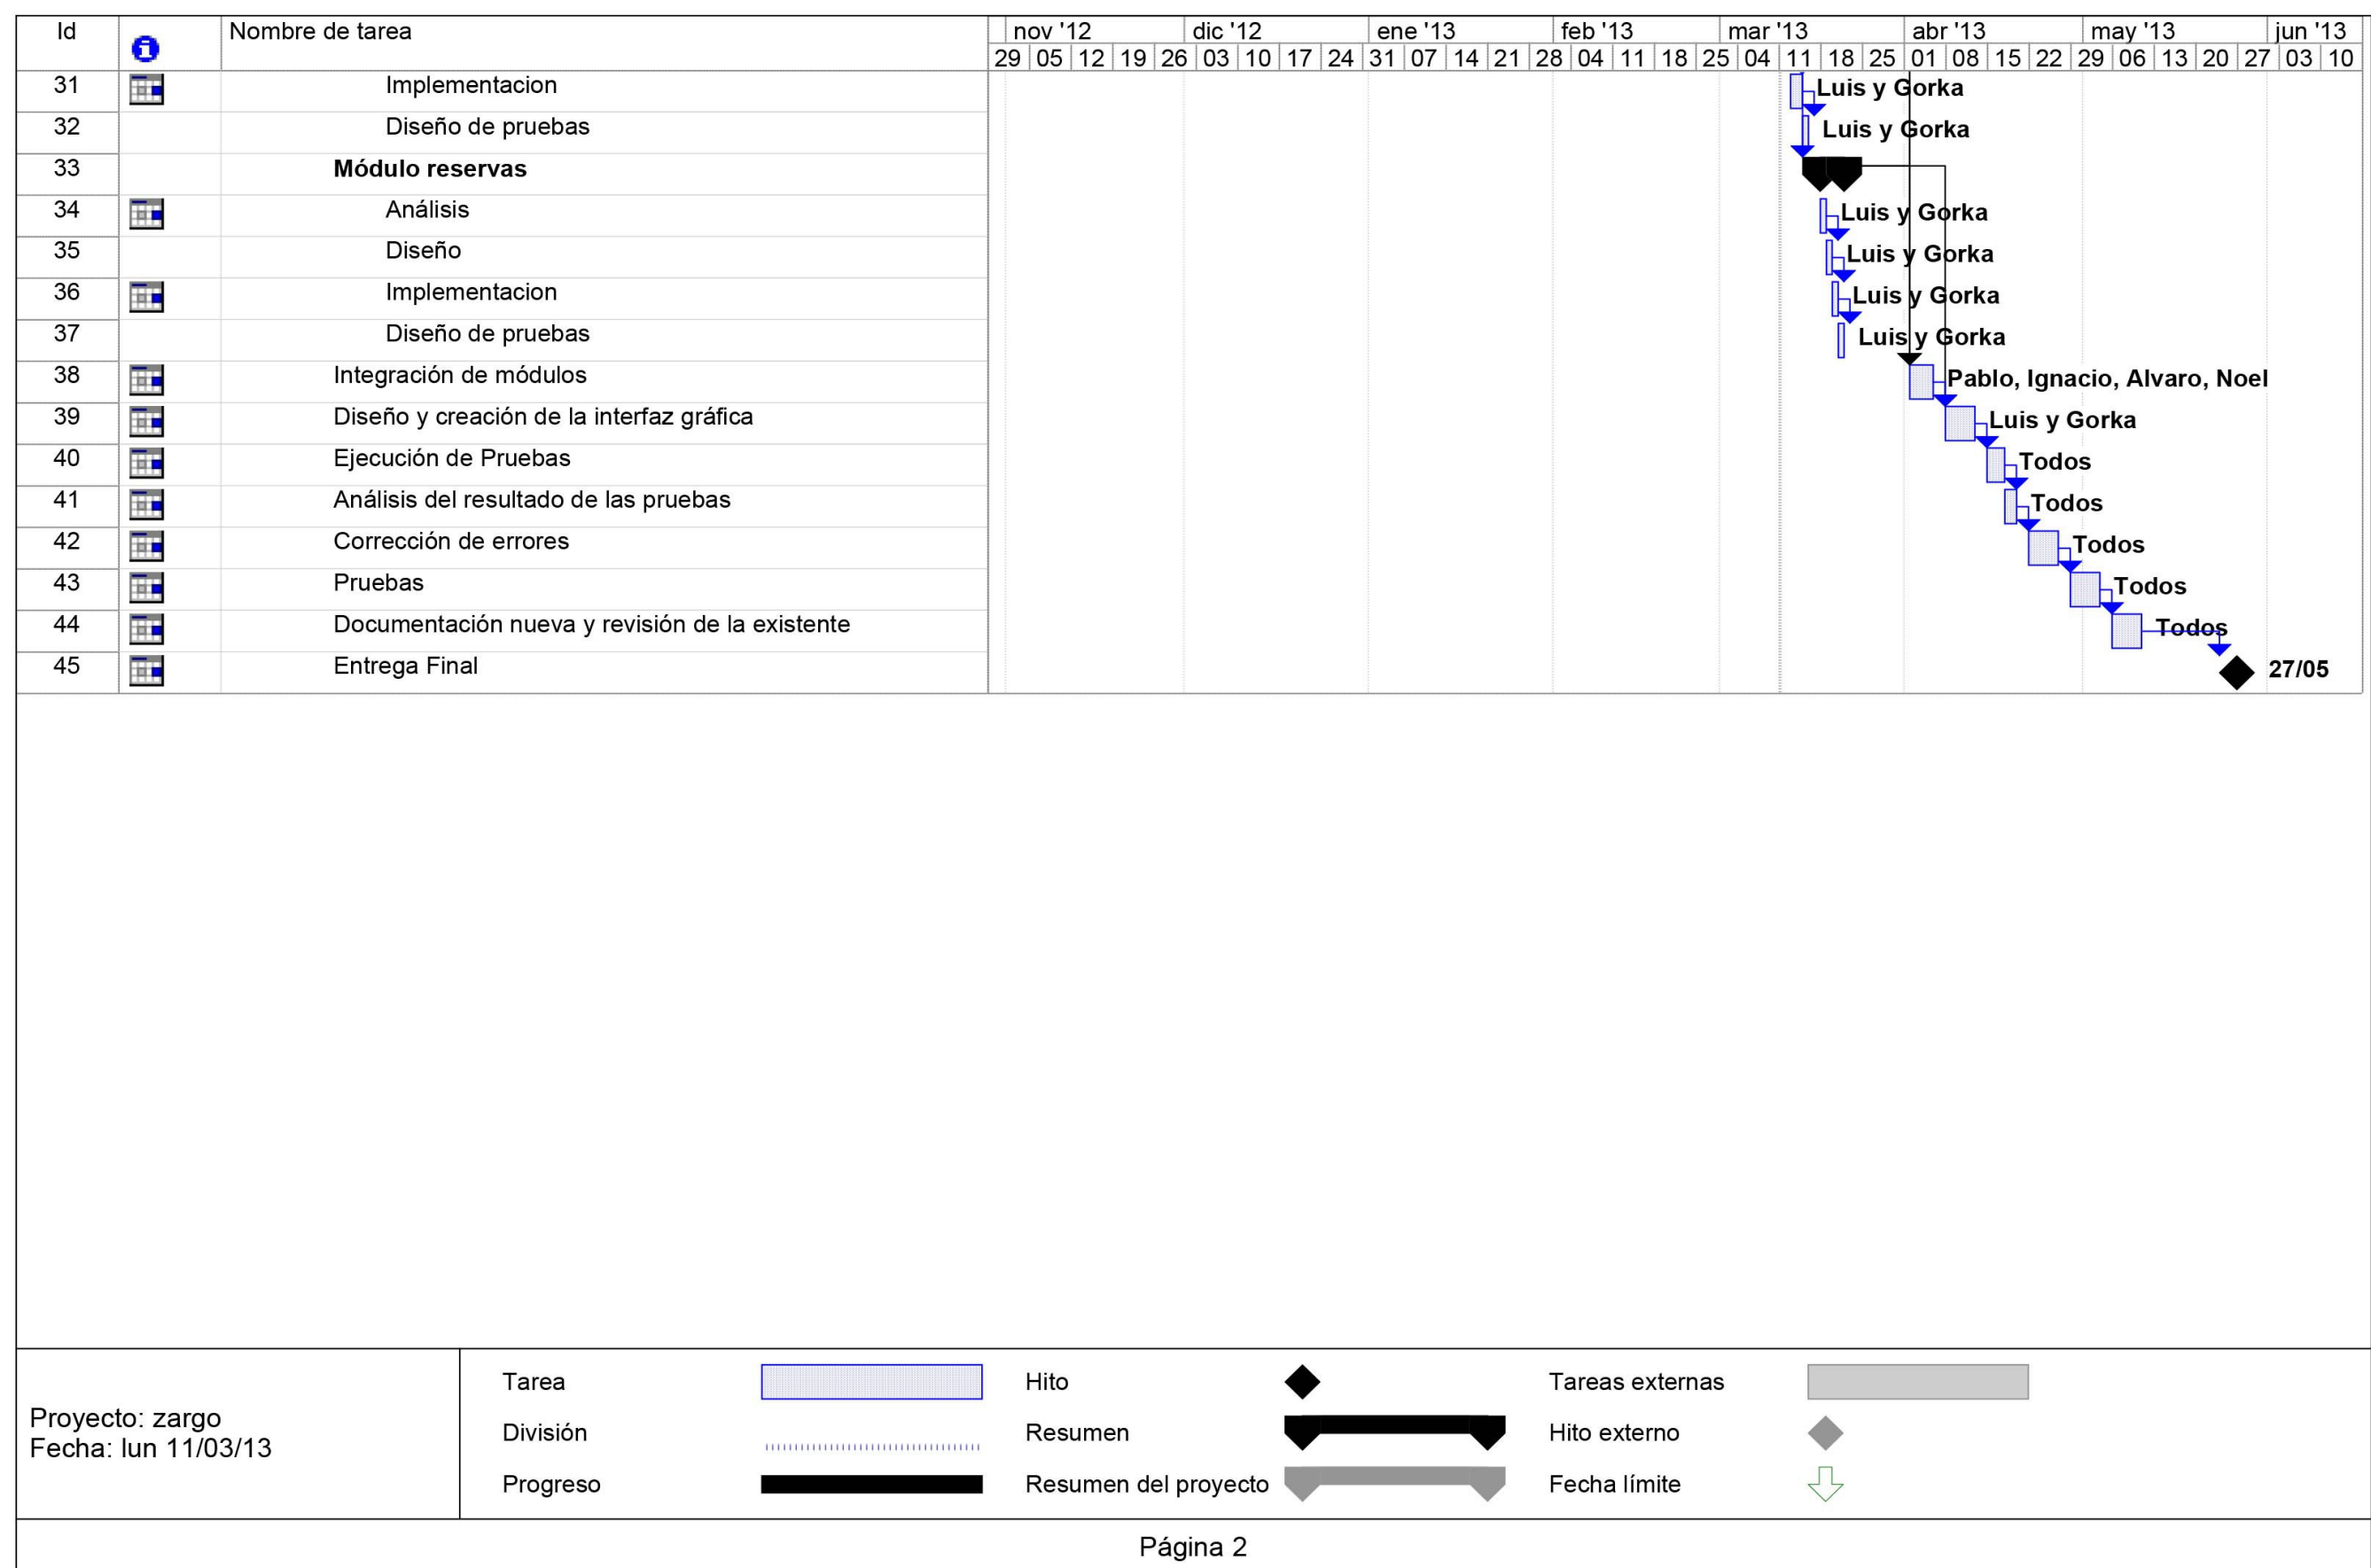 Id Nombre de tarea nov '12 dic '12 ene '13 feb '13 mar '13 abr '13 may '13 jun '13
29 05 12 19 26 03 10 17 24 31 07 14 21 28 04 11 18 25 04 11 18 25 01 08 15 22 29 06 13 20 27 03 10
31 Implementacion Luis y Gorka
32 Diseño de pruebas Luis y Gorka
33 Módulo reservas
34 Análisis Luis y Gorka
35 Diseño Luis y Gorka
36 Implementacion Luis y Gorka
37 Diseño de pruebas Luis y Gorka
38 Integración de módulos Pablo, Ignacio, Alvaro, Noel
39 Diseño y creación de la interfaz gráfica Luis y Gorka
40 Ejecución de Pruebas Todos
41 Análisis del resultado de las pruebas Todos
42 Corrección de errores Todos
43 Pruebas Todos
44 Documentación nueva y revisión de la existente Todos
45 Entrega Final 27/05
Proyecto: zargo
Fecha: lun 11/03/13
Tarea Hito Tareas externas
División Resumen Hito externo
Progreso Resumen del proyecto Fecha límite
Página 2